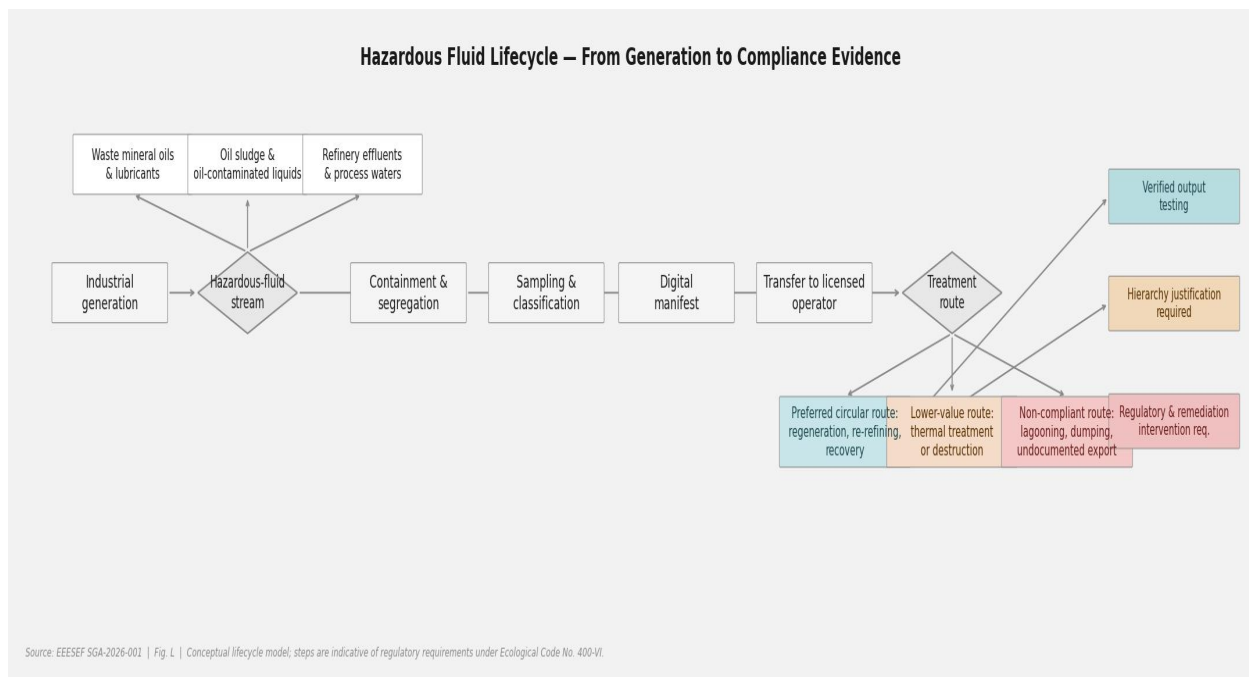 Hazardous Fluid Lifecycle — From Generation to Compliance Evidence
Waste mineral oils
& lubricants
Oil sludge &
oil-contaminated liquids
Refinery effluents
& process waters
Verified output
testing
Industrial
generation
Hazardous-fluid
stream
Containment &
segregation
Sampling &
classification
Digital
manifest
Transfer to licensed
operator
Treatment
route
Hierarchy justification
required
Preferred circular route:
regeneration, re-refining,
recovery
Lower-value route:
thermal treatment
or destruction
Non-compliant route:
lagooning, dumping,
undocumented export
Regulatory & remediation
intervention req.
Source: EEESEF SGA-2026-001 | Fig. L | Conceptual lifecycle model; steps are indicative of regulatory requirements under Ecological Code No. 400-VI.